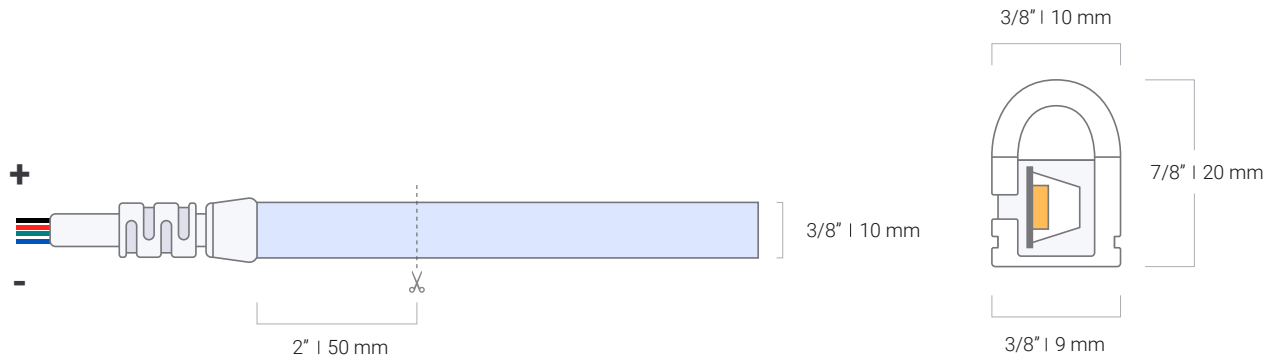 3/8” | 10 mm
+
7/8” | 20 mm
3/8” | 10 mm
-
2” | 50 mm
3/8” | 9 mm